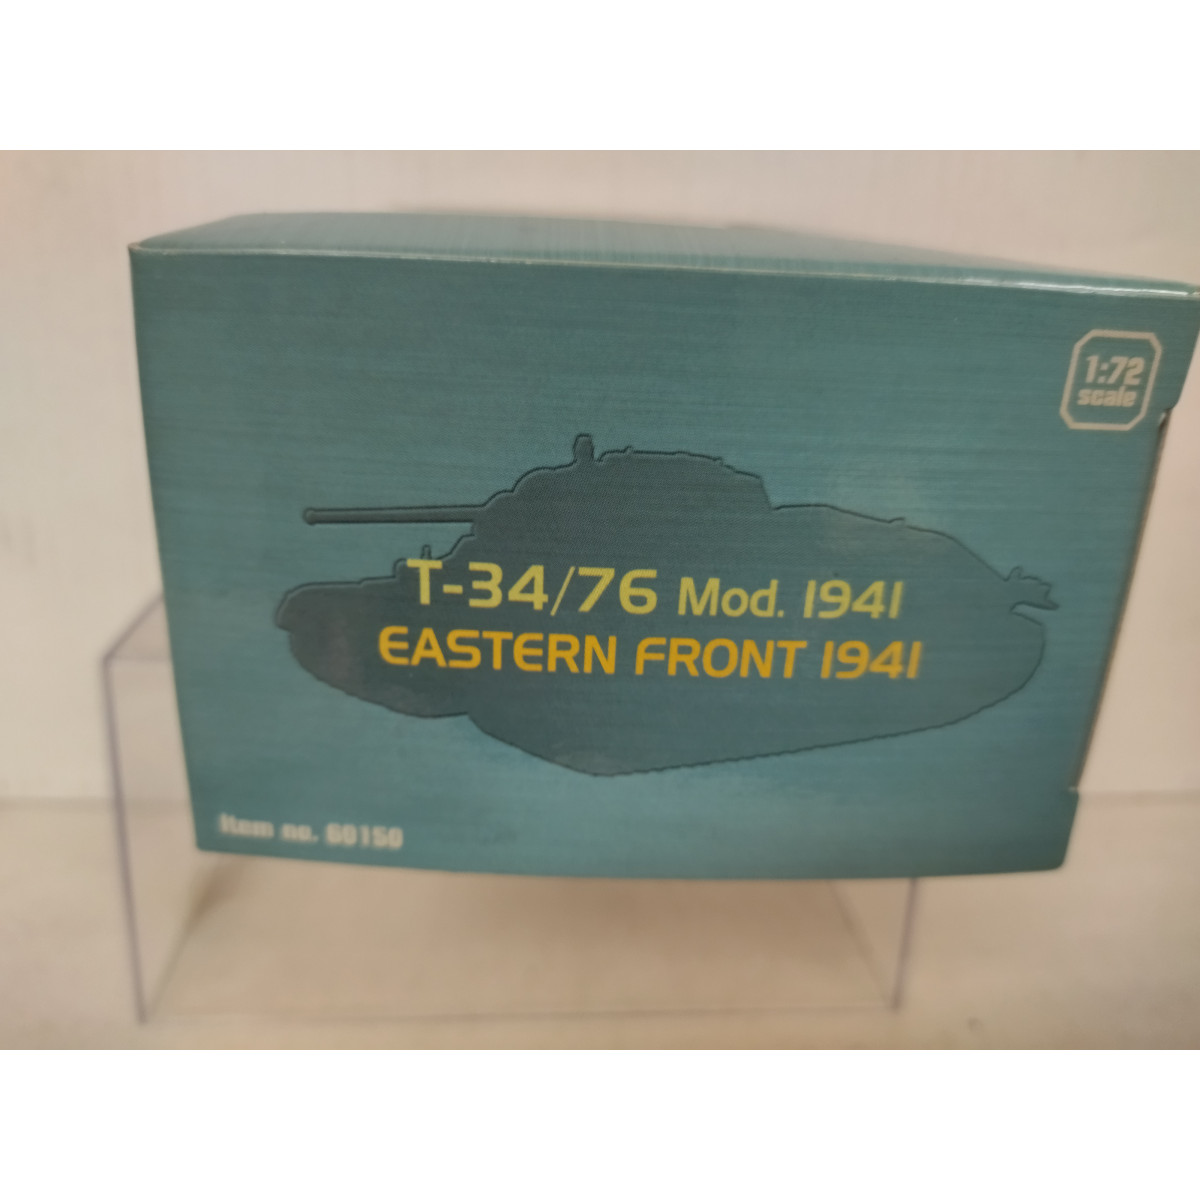 1:72
scale
T-34/76 Mod. 1941
EASTERN FRONT 1941
Item no. 60150